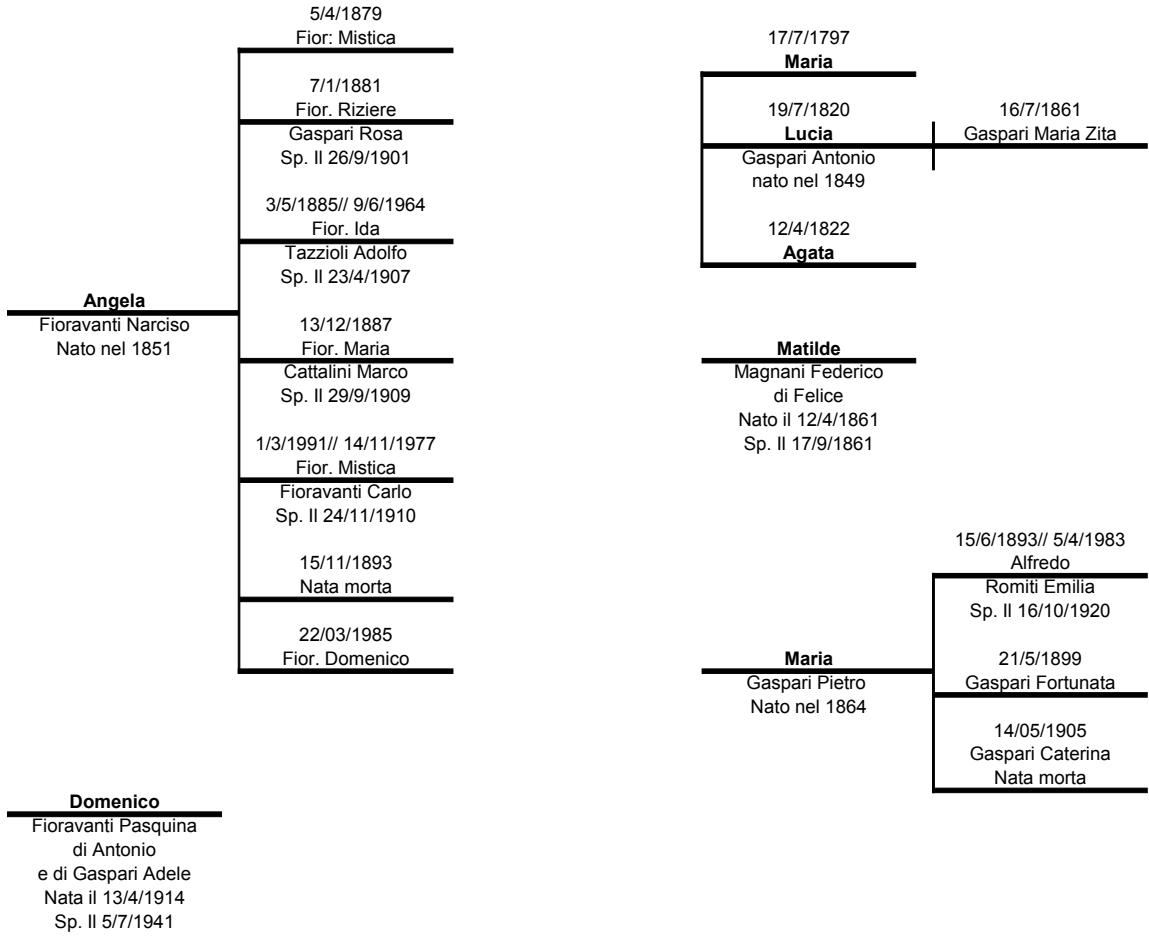 5/4/1879
Fior: Mistica
7/1/1881
Fior. Riziere
Gaspari Rosa
Sp. Il 26/9/1901
3/5/1885// 9/6/1964
Fior. Ida
Tazzioli Adolfo
Sp. Il 23/4/1907
Angela
Fioravanti Narciso
Nato nel 1851
13/12/1887
Fior. Maria
Cattalini Marco
Sp. Il 29/9/1909
1/3/1991// 14/11/1977
Fior. Mistica
Fioravanti Carlo
Sp. Il 24/11/1910
15/11/1893
Nata morta
22/03/1985
Fior. Domenico
Domenico
Fioravanti Pasquina
di Antonio
e di Gaspari Adele
Nata il 13/4/1914
Sp. Il 5/7/1941
17/7/1797
Maria
19/7/1820
Lucia
Gaspari Antonio
nato nel 1849
16/7/1861
Gaspari Maria Zita
12/4/1822
Agata
Matilde
Magnani Federico
di Felice
Nato il 12/4/1861
Sp. Il 17/9/1861
Maria
Gaspari Pietro
Nato nel 1864
15/6/1893// 5/4/1983
Alfredo
Romiti Emilia
Sp. Il 16/10/1920
21/5/1899
Gaspari Fortunata
14/05/1905
Gaspari Caterina
Nata morta